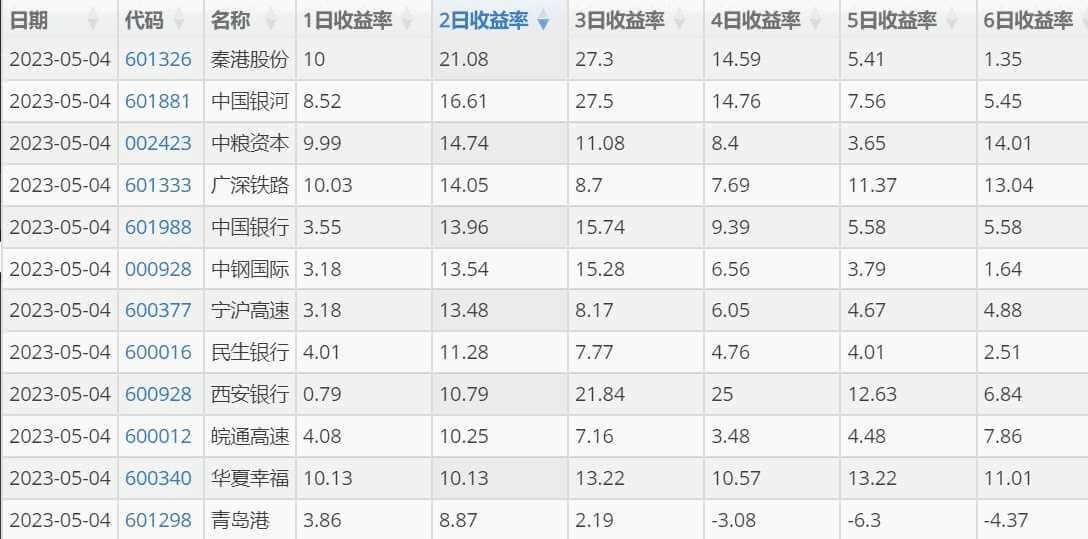 日期 代码 名称 1日收益率 2日收益率 3日收益率 4日收益率 5日收益率 6日收益率
2023-05-04 601326 秦港股份 10 21.08 27.3 14.59 5.41 1.35
2023-05-04 601881 中国银河 8.52 16.61 27.5 14.76 7.56 5.45
2023-05-04 002423 中粮资本 9.99 14.74 11.08 8.4 3.65 14.01
2023-05-04 601333 广深铁路 10.03 14.05 8.7 7.69 11.37 13.04
2023-05-04 601988 中国银行 3.55 13.96 15.74 9.39 5.58 5.58
2023-05-04 000928 中钢国际 3.18 13.54 15.28 6.56 3.79 1.64
2023-05-04 600377 宁沪高速 3.18 13.48 8.17 6.05 4.67 4.88
2023-05-04 600016 民生银行 4.01 11.28 7.77 4.76 4.01 2.51
2023-05-04 600928 西安银行 0.79 10.79 21.84 25 12.63 6.84
2023-05-04 600012 皖通高速 4.08 10.25 7.16 3.48 4.48 7.86
2023-05-04 600340 华夏幸福 10.13 10.13 13.22 10.57 13.22 11.01
2023-05-04 601298 青岛港 3.86 8.87 2.19 -3.08 -6.3 -4.37